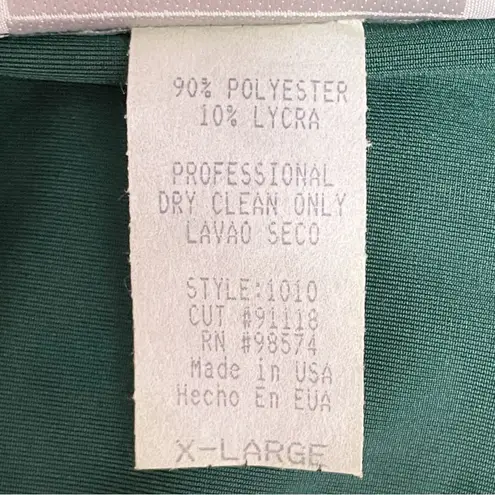 90% POLYESTER
10% LYCRA
PROFESSIONAL
DRY CLEAN ONLY
LAVAO SECO
STYLE:1010
CUT #91118
RN #98574
Made in USA
Hecho En EUA
X-LARGE